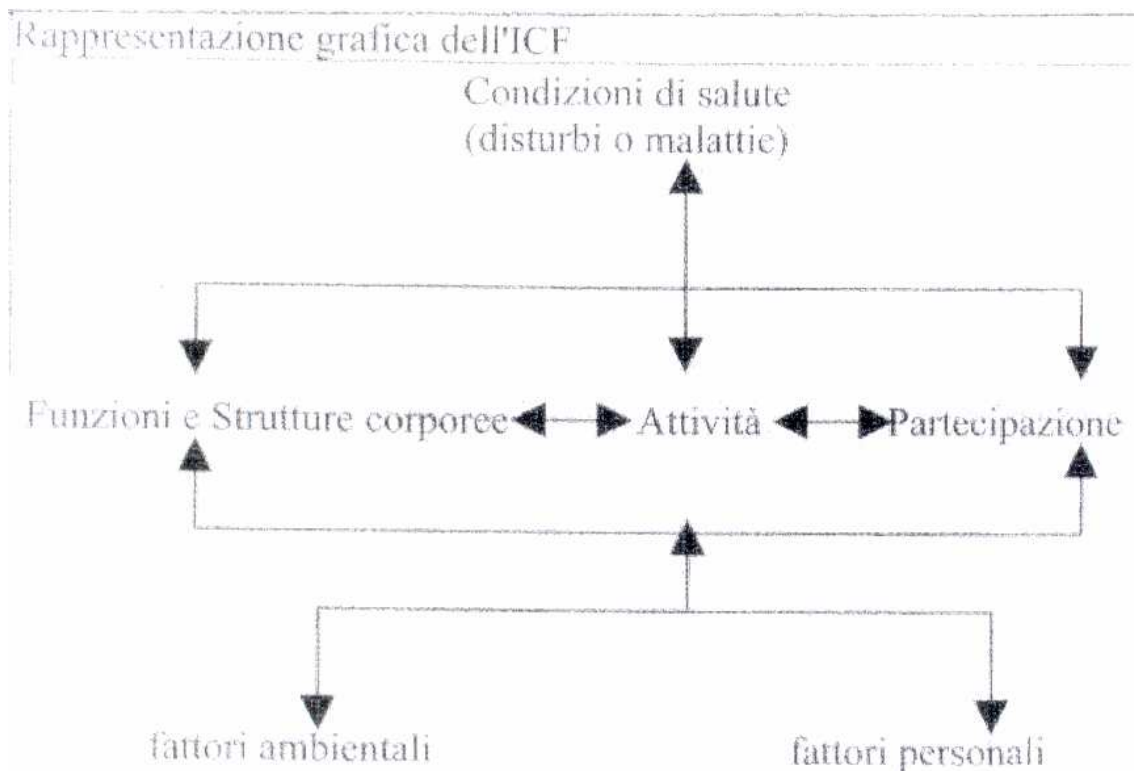 Rappresentazione grafica dell'ICF
Condizioni di salute
(disturbi o malattie)
Funzioni e Strutture corporee Attività Partecipazione
fattori ambientali fattori personali